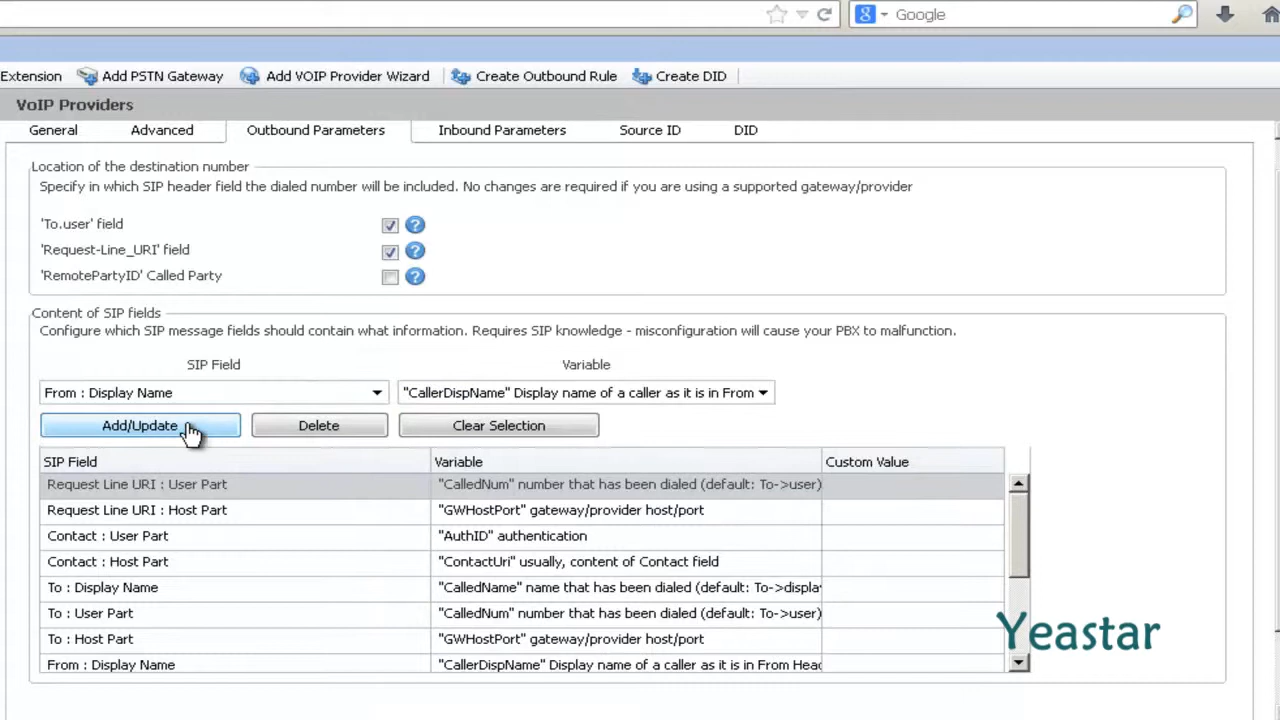 Google
Extension Add PSTN Gateway Add VOIP Provider Wizard Create Outbound Rule Create DID
VoIP Providers
General Advanced Outbound Parameters Inbound Parameters Source ID DID
Location of the destination number
Specify in which SIP header field the dialed number will be included. No changes are required if you are using a supported gateway/provider
'To.user' field
'Request-Line_URI' field
'RemotePartyID' Called Party
Content of SIP fields
Configure which SIP message fields should contain what information. Requires SIP knowledge - misconfiguration will cause your PBX to malfunction.
SIP Field Variable
From : Display Name "CallerDispName" Display name of a caller as it is in From
Add/Update Delete Clear Selection
SIP Field Variable Custom Value
Request Line URI : User Part "CalledNum" number that has been dialed (default: To->user)
Request Line URI : Host Part "GWHostPort" gateway/provider host/port
Contact : User Part "AuthID" authentication
Contact : Host Part "ContactUri" usually, content of Contact field
To : Display Name "CalledName" name that has been dialed (default: To->display
To : User Part "CalledNum" number that has been dialed (default: To->user)
To : Host Part "GWHostPort" gateway/provider host/port
From : Display Name "CallerDispName" Display name of a caller as it is in From Head
Yeastar